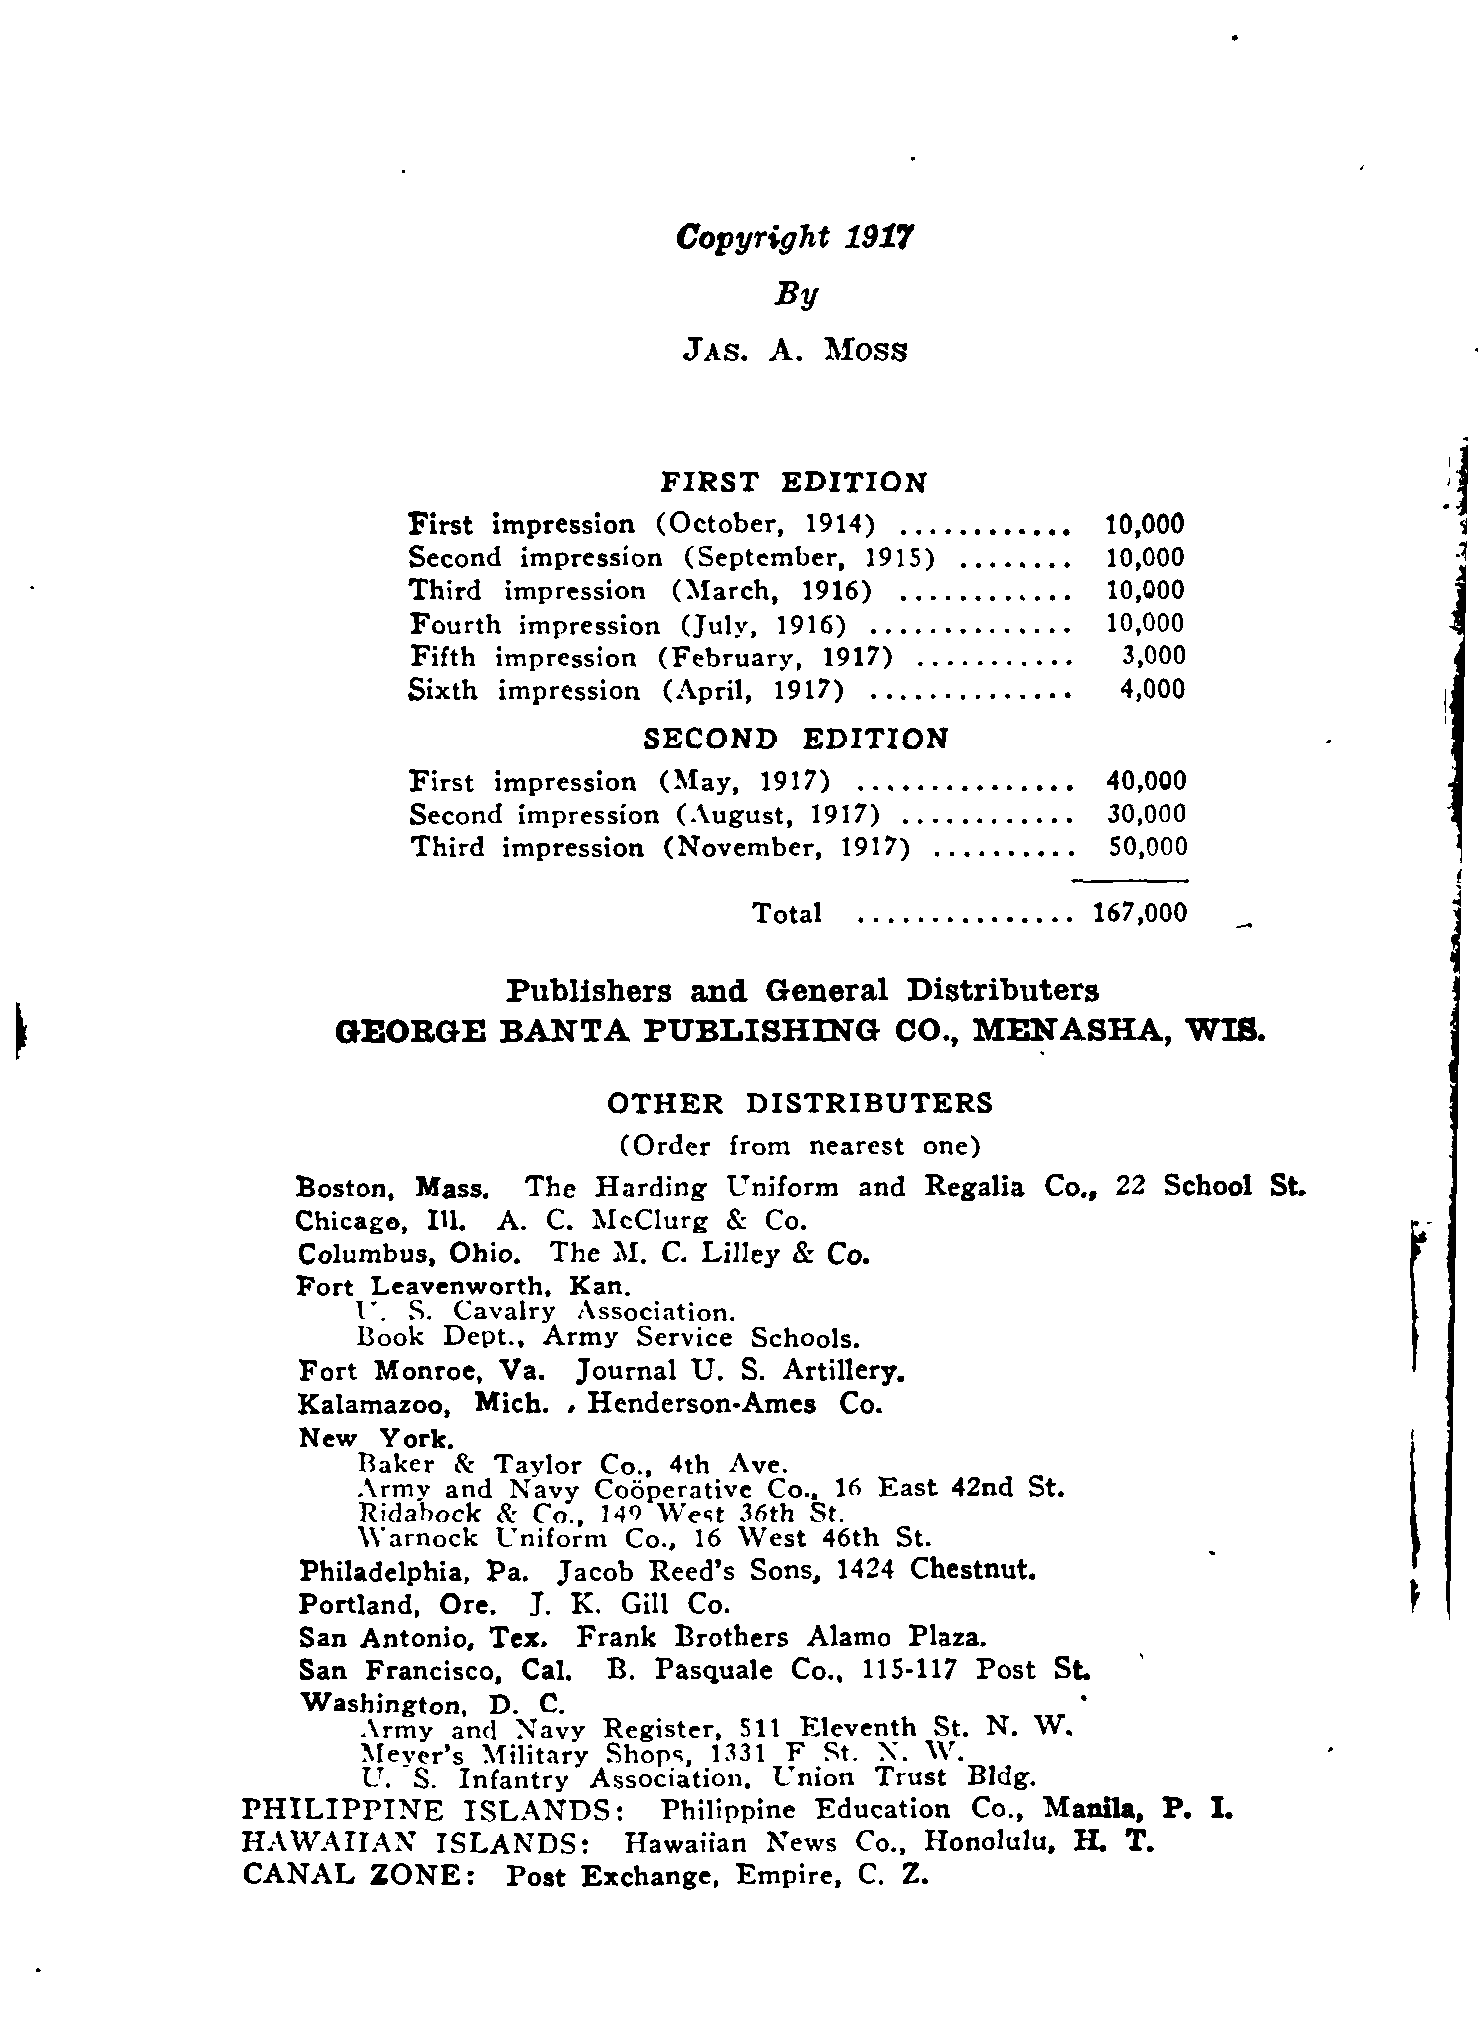 Copyright 1917
By
JAS. A. MOSS
FIRST EDITION
First impression (October, 1914) ............ 10,000
Second impression (September, 1915) ........ 10,000
Third impression (March, 1916) ............ 10,000
Fourth impression (July, 1916) .............. 10,000
Fifth impression (February, 1917) ........... 3,000
Sixth impression (April, 1917) .............. 4,000
SECOND EDITION
First impression (May, 1917) ............... 40,000
Second impression (August, 1917) ............ 30,000
Third impression (November, 1917) .......... 50,000
Total ............... 167,000
Publishers and General Distributers
GEORGE BANTA PUBLISHING CO., MENASHA, WIS.
OTHER DISTRIBUTERS
(Order from nearest one)
Boston, Mass. The Harding Uniform and Regalia Co., 22 School St.
Chicago, Ill. A. C. McClurg & Co.
Columbus, Ohio. The M. C. Lilley & Co.
Fort Leavenworth, Kan.
U. S. Cavalry Association.
Book Dept., Army Service Schools.
Fort Monroe, Va. Journal U. S. Artillery.
Kalamazoo, Mich. Henderson-Ames Co.
New York.
Baker & Taylor Co., 4th Ave.
Army and Navy Coöperative Co., 16 East 42nd St.
Ridabock & Co., 149 West 36th St.
Warnock Uniform Co., 16 West 46th St.
Philadelphia, Pa. Jacob Reed's Sons, 1424 Chestnut.
Portland, Ore. J. K. Gill Co.
San Antonio, Tex. Frank Brothers Alamo Plaza.
San Francisco, Cal. B. Pasquale Co., 115-117 Post St.
Washington, D. C.
Army and Navy Register, 511 Eleventh St. N. W.
Meyer's Military Shops, 1331 F St. N. W.
U. S. Infantry Association, Union Trust Bldg.
PHILIPPINE ISLANDS: Philippine Education Co., Manila, P. I.
HAWAIIAN ISLANDS: Hawaiian News Co., Honolulu, H. T.
CANAL ZONE: Post Exchange, Empire, C. Z.